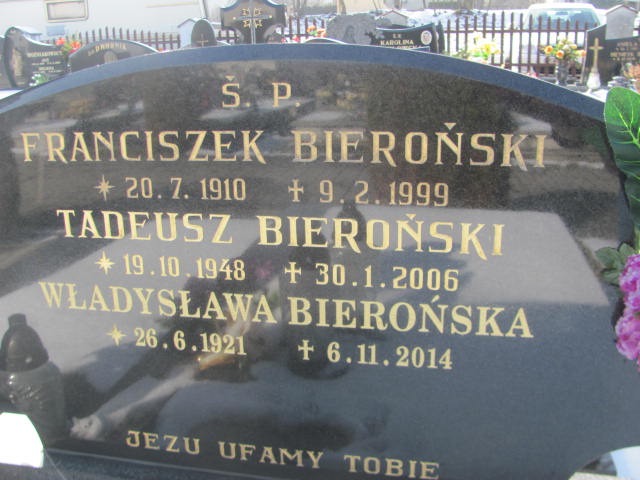 Ś. P.
FRANCISZEK BIEROŃSKI
* 20.7.1910 + 9.2.1999
TADEUSZ BIEROŃSKI
* 19.10.1948 + 30.1.2006
WŁADYSŁAWA BIEROŃSKA
* 26.6.1921 + 6.11.2014
JEZU UFAMY TOBIE
KAROLINA